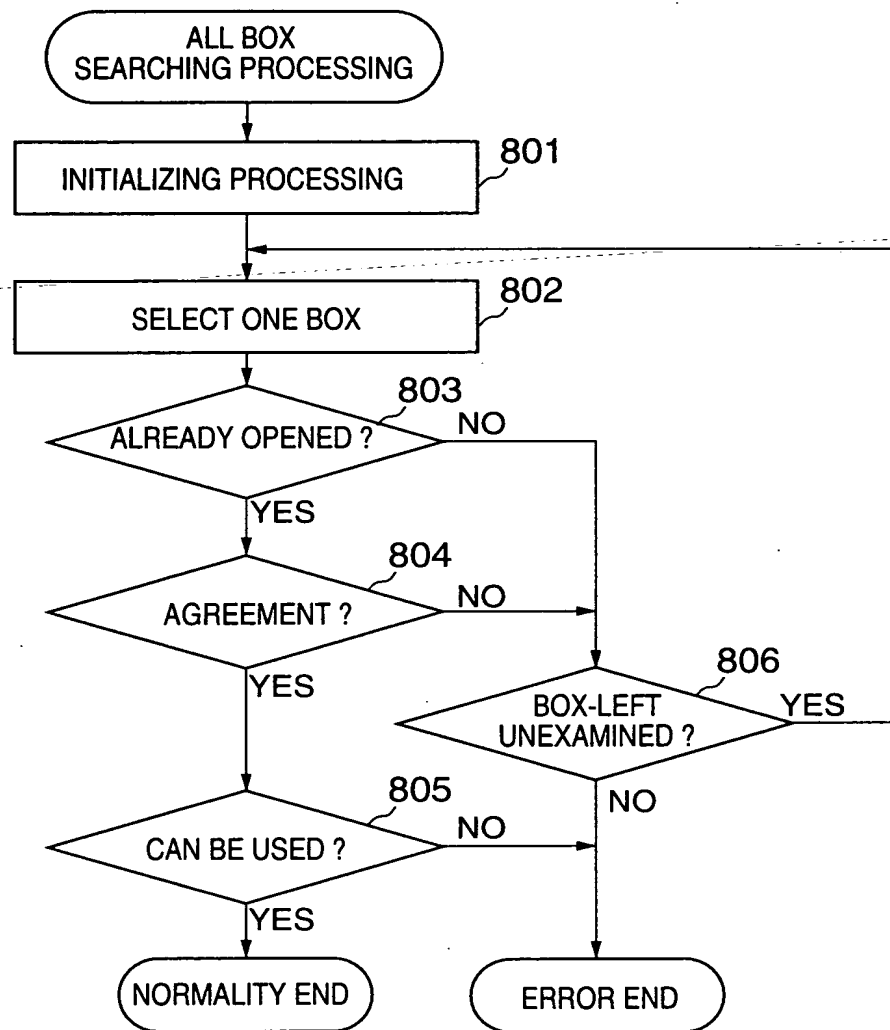 ALL BOX
SEARCHING PROCESSING
801
INITIALIZING PROCESSING
802
SELECT ONE BOX
803
ALREADY OPENED ?
NO
YES
804
AGREEMENT ?
NO
YES
806
BOX-LEFT
UNEXAMINED ?
YES
NO
805
CAN BE USED ?
NO
YES
NORMALITY END
ERROR END